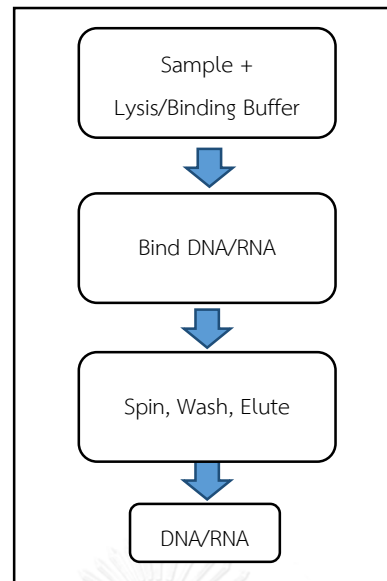 Sample +
Lysis/Binding Buffer
Bind DNA/RNA
Spin, Wash, Elute
DNA/RNA